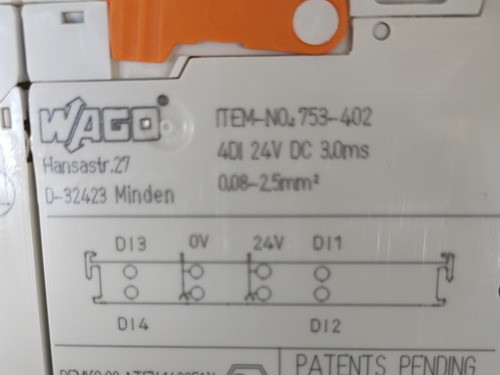 WAGO
ITEM-NO.:753-402
4DI 24V DC 3.0ms
0.08-2.5mm²
Hansastr.27
D-32423 Minden
DI3 0V 24V DI1
DI4 DI2
PATENTS PENDING